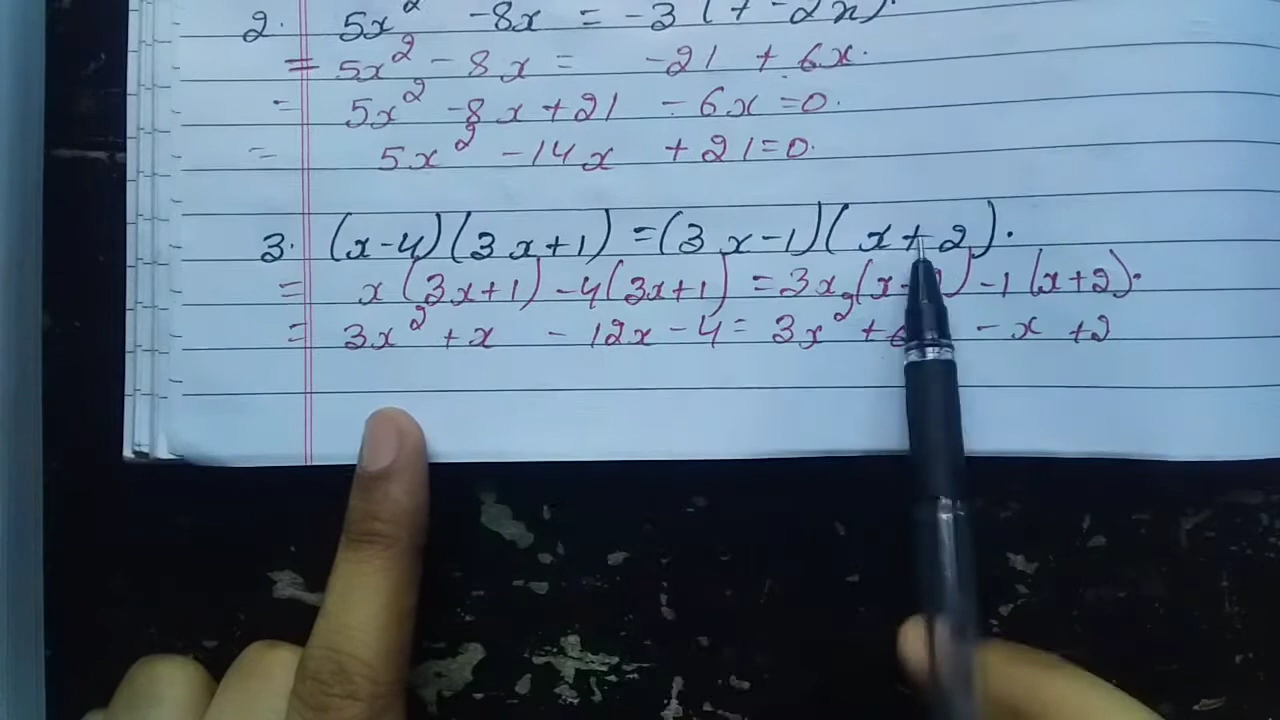 2. 5x² -8x = -3 (7 -2x).
= 5x² - 8x = -21 + 6x.
= 5x² -8x +21 - 6x =0.
= 5x² -14x +21=0.
3. (x-4)(3x+1) =(3x-1)(x+2).
= x(3x+1) -4(3x+1) =3x(x+2) -1(x+2).
= 3x² +x -12x -4= 3x² +6 -x +2